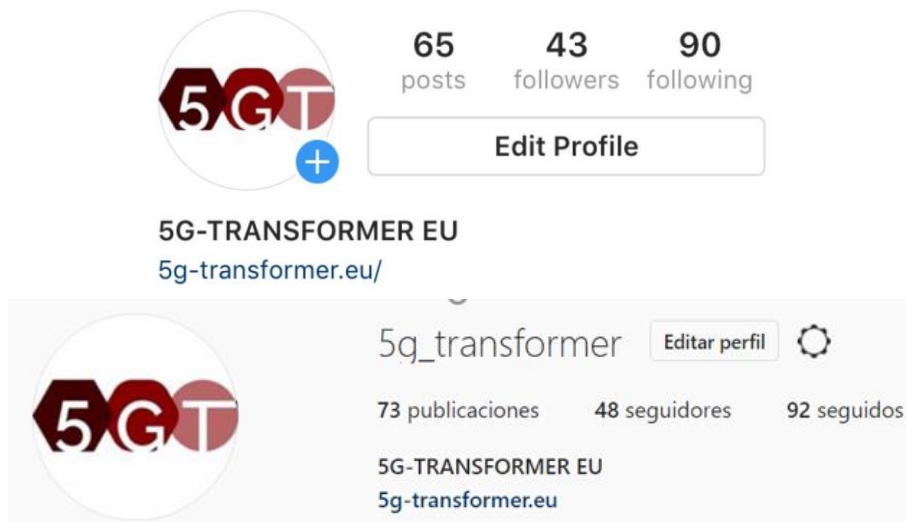 65 43 90
posts followers following
5GT
Edit Profile
5G-TRANSFORMER EU
5g-transformer.eu/
5g_transformer Editar perfil
73 publicaciones 48 seguidores 92 seguidos
5GT
5G-TRANSFORMER EU
5g-transformer.eu